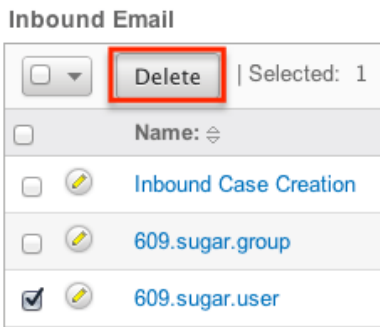 Inbound Email
Delete | Selected: 1
Name:
Inbound Case Creation
609.sugar.group
609.sugar.user